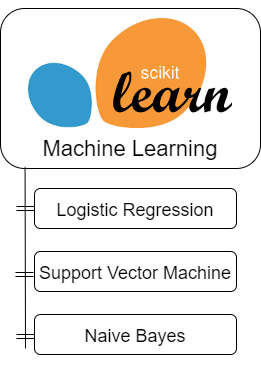 scikit
learn
Machine Learning
Logistic Regression
Support Vector Machine
Naive Bayes